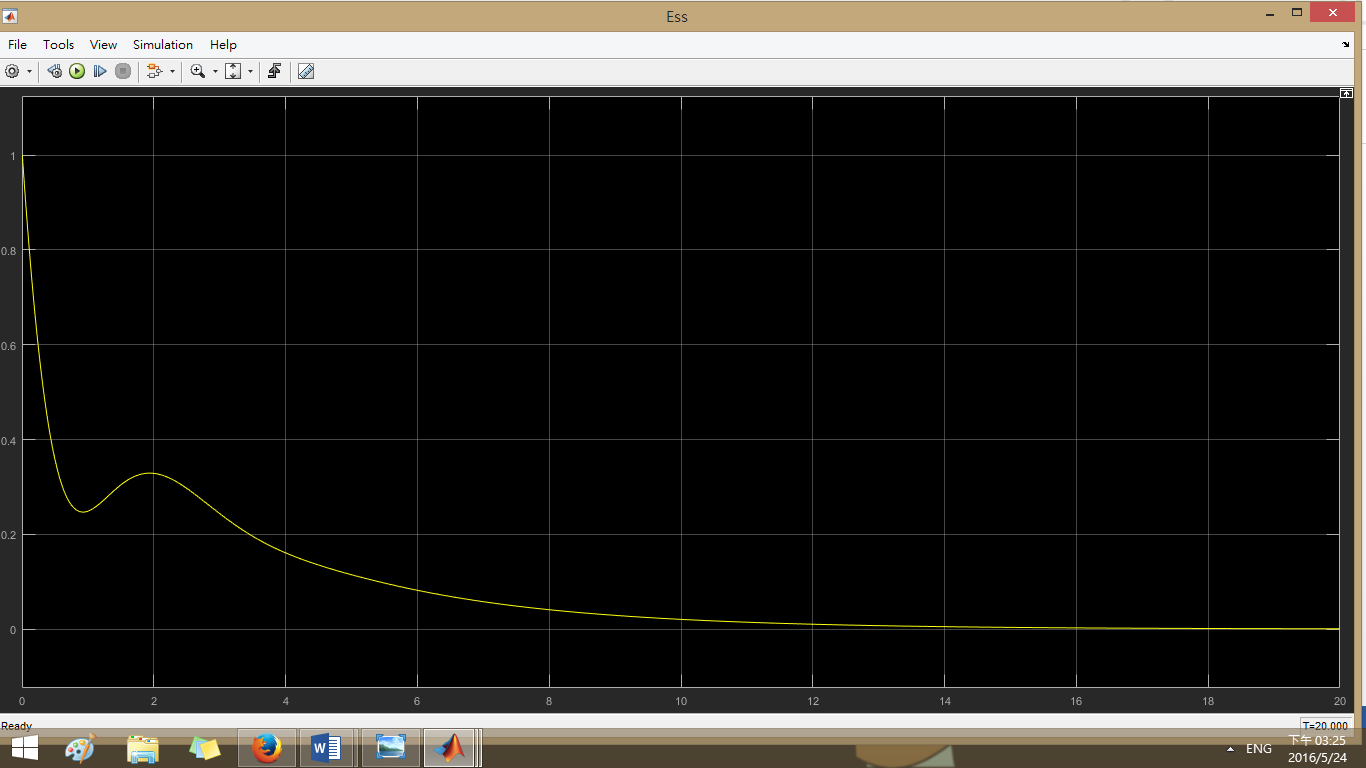 Ess
File Tools View Simulation Help
1
0.8
0.6
0.4
0.2
0
0 2 4 6 8 10 12 14 16 18 20
Ready
T=20.000
ENG
下午 03:25
2016/5/24